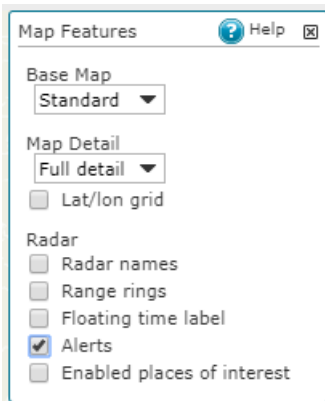 Map Features Help
Base Map
Standard
Map Detail
Full detail
Lat/lon grid
Radar
Radar names
Range rings
Floating time label
Alerts
Enabled places of interest